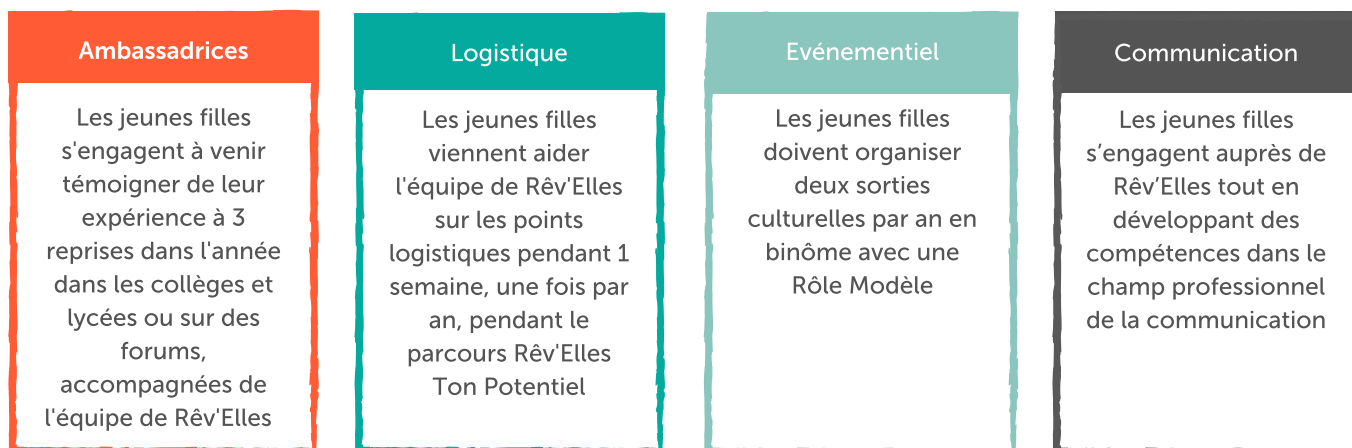 Ambassadrices
Les jeunes filles
s'engagent à venir
témoigner de leur
expérience à 3
reprises dans l'année
dans les collèges et
lycées ou sur des
forums,
accompagnées de
l'équipe de Rêv'Elles
Logistique
Les jeunes filles
viennent aider
l'équipe de Rêv'Elles
sur les points
logistiques pendant 1
semaine, une fois par
an, pendant le
parcours Rêv'Elles
Ton Potentiel
Evénementiel
Les jeunes filles
doivent organiser
deux sorties
culturelles par an en
binôme avec une
Rôle Modèle
Communication
Les jeunes filles
s’engagent auprès de
Rêv’Elles tout en
développant des
compétences dans le
champ professionnel
de la communication